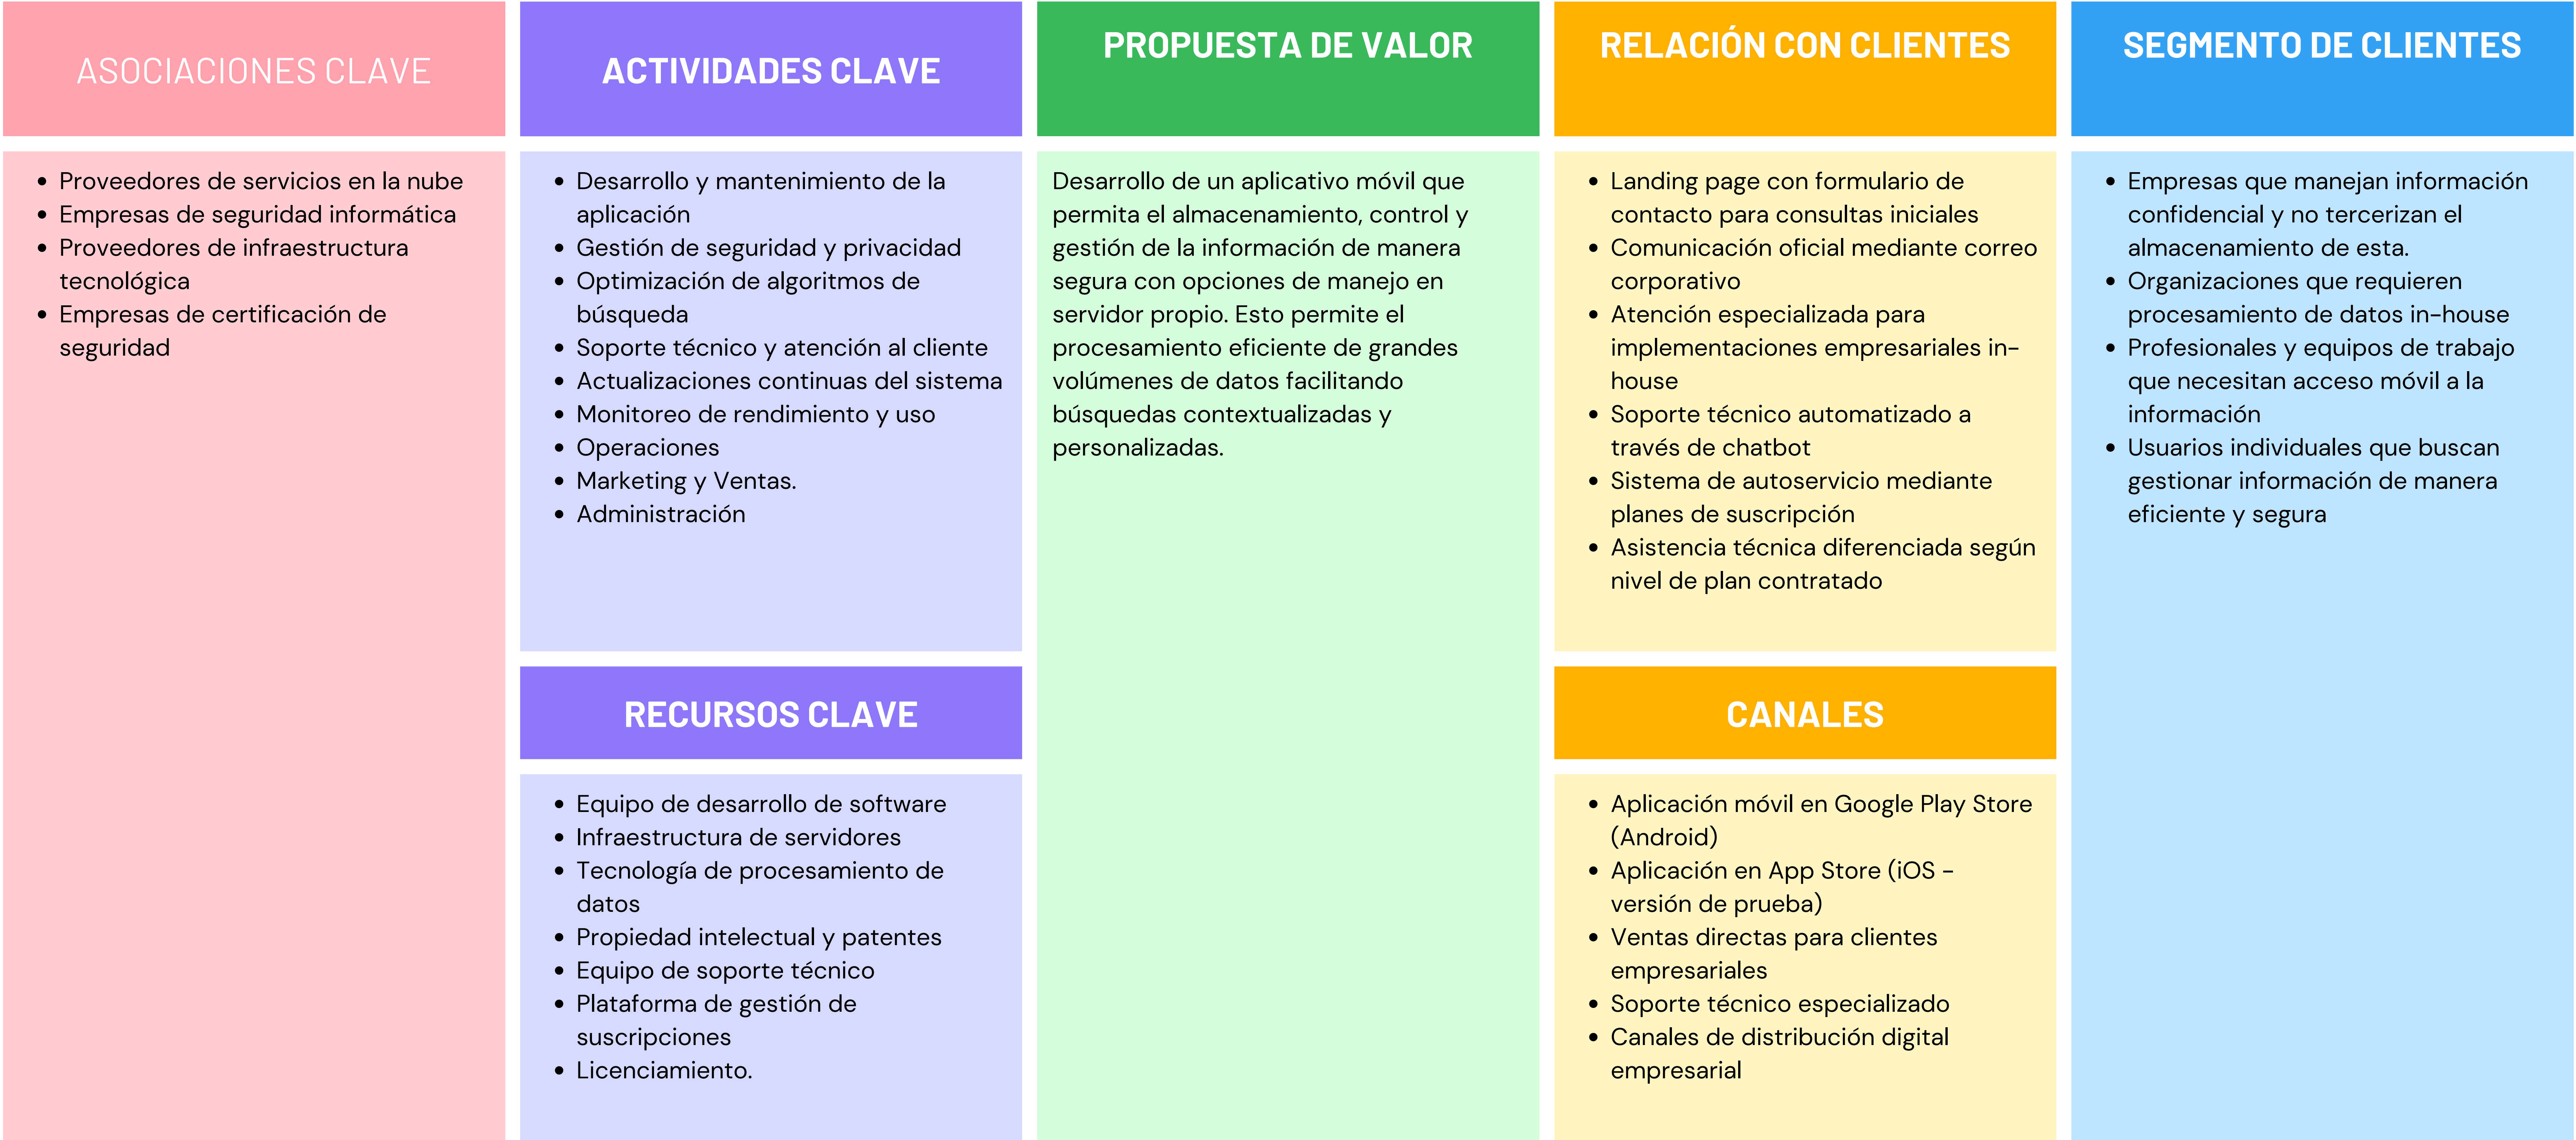 ASOCIACIONES CLAVE
• Proveedores de servicios en la nube
• Empresas de seguridad informática
• Proveedores de infraestructura
tecnológica
• Empresas de certificación de
seguridad
ACTIVIDADES CLAVE
• Desarrollo y mantenimiento de la
aplicación
• Gestión de seguridad y privacidad
• Optimización de algoritmos de
búsqueda
• Soporte técnico y atención al cliente
• Actualizaciones continuas del sistema
• Monitoreo de rendimiento y uso
• Operaciones
• Marketing y Ventas.
• Administración
RECURSOS CLAVE
• Equipo de desarrollo de software
• Infraestructura de servidores
• Tecnología de procesamiento de
datos
• Propiedad intelectual y patentes
• Equipo de soporte técnico
• Plataforma de gestión de
suscripciones
• Licenciamiento.
PROPUESTA DE VALOR
Desarrollo de un aplicativo móvil que
permita el almacenamiento, control y
gestión de la información de manera
segura con opciones de manejo en
servidor propio. Esto permite el
procesamiento eficiente de grandes
volúmenes de datos facilitando
búsquedas contextualizadas y
personalizadas.
RELACIÓN CON CLIENTES
• Landing page con formulario de
contacto para consultas iniciales
• Comunicación oficial mediante correo
corporativo
• Atención especializada para
implementaciones empresariales in-
house
• Soporte técnico automatizado a
través de chatbot
• Sistema de autoservicio mediante
planes de suscripción
• Asistencia técnica diferenciada según
nivel de plan contratado
CANALES
• Aplicación móvil en Google Play Store
(Android)
• Aplicación en App Store (iOS -
versión de prueba)
• Ventas directas para clientes
empresariales
• Soporte técnico especializado
• Canales de distribución digital
empresarial
SEGMENTO DE CLIENTES
• Empresas que manejan información
confidencial y no tercerizan el
almacenamiento de esta.
• Organizaciones que requieren
procesamiento de datos in-house
• Profesionales y equipos de trabajo
que necesitan acceso móvil a la
información
• Usuarios individuales que buscan
gestionar información de manera
eficiente y segura